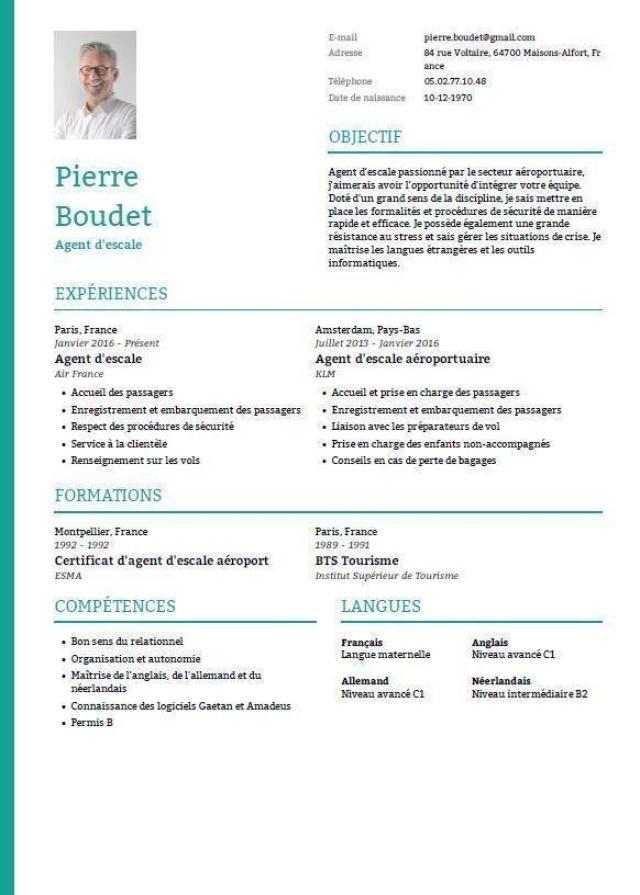 E-mail pierre.boudet@gmail.com
Adresse 84 rue Voltaire, 64700 Maisons-Alfort, Fr
ance
Téléphone 05.02.77.10.48
Date de naissance 10-12-1970
OBJECTIF
Agent d'escale passionné par le secteur aéroportuaire,
j'aimerais avoir l'opportunité d'intégrer votre équipe.
Doté d'un grand sens de la discipline, je sais mettre en
place les formalités et procédures de sécurité de manière
rapide et efficace. Je possède également une grande
résistance au stress et sais gérer les situations de crise. Je
maîtrise les langues étrangères et les outils
informatiques.
Pierre
Boudet
Agent d'escale
EXPÉRIENCES
Paris, France
Janvier 2016 - Présent
Agent d'escale
Air France
• Accueil des passagers
• Enregistrement et embarquement des passagers
• Respect des procédures de sécurité
• Service à la clientèle
• Renseignement sur les vols
Amsterdam, Pays-Bas
Juillet 2013 - Janvier 2016
Agent d'escale aéroportuaire
KLM
• Accueil et prise en charge des passagers
• Enregistrement et embarquement des passagers
• Liaison avec les préparateurs de vol
• Prise en charge des enfants non-accompagnés
• Conseils en cas de perte de bagages
FORMATIONS
Montpellier, France
1992 - 1992
Certificat d'agent d'escale aéroport
ESMA
Paris, France
1989 - 1991
BTS Tourisme
Institut Supérieur de Tourisme
COMPÉTENCES
• Bon sens du relationnel
• Organisation et autonomie
• Maîtrise de l'anglais, de l'allemand et du
néerlandais
• Connaissance des logiciels Gaetan et Amadeus
• Permis B
LANGUES
Français
Langue maternelle
Anglais
Niveau avancé C1
Allemand
Niveau avancé C1
Néerlandais
Niveau intermédiaire B2